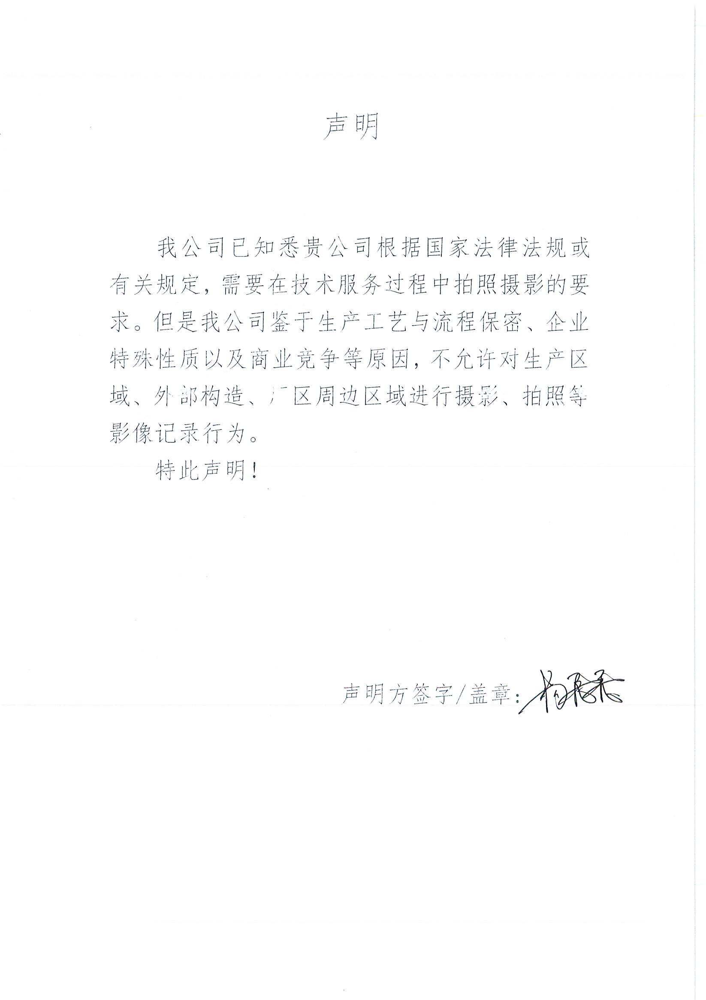 声明
我公司已知悉贵公司根据国家法律法规或
有关规定，需要在技术服务过程中拍照摄影的要
求。但是我公司鉴于生产工艺与流程保密、企业
特殊性质以及商业竞争等原因，不允许对生产区
域、外部构造、厂区周边区域进行摄影、拍照等
影像记录行为。
特此声明！
声明方签字/盖章：